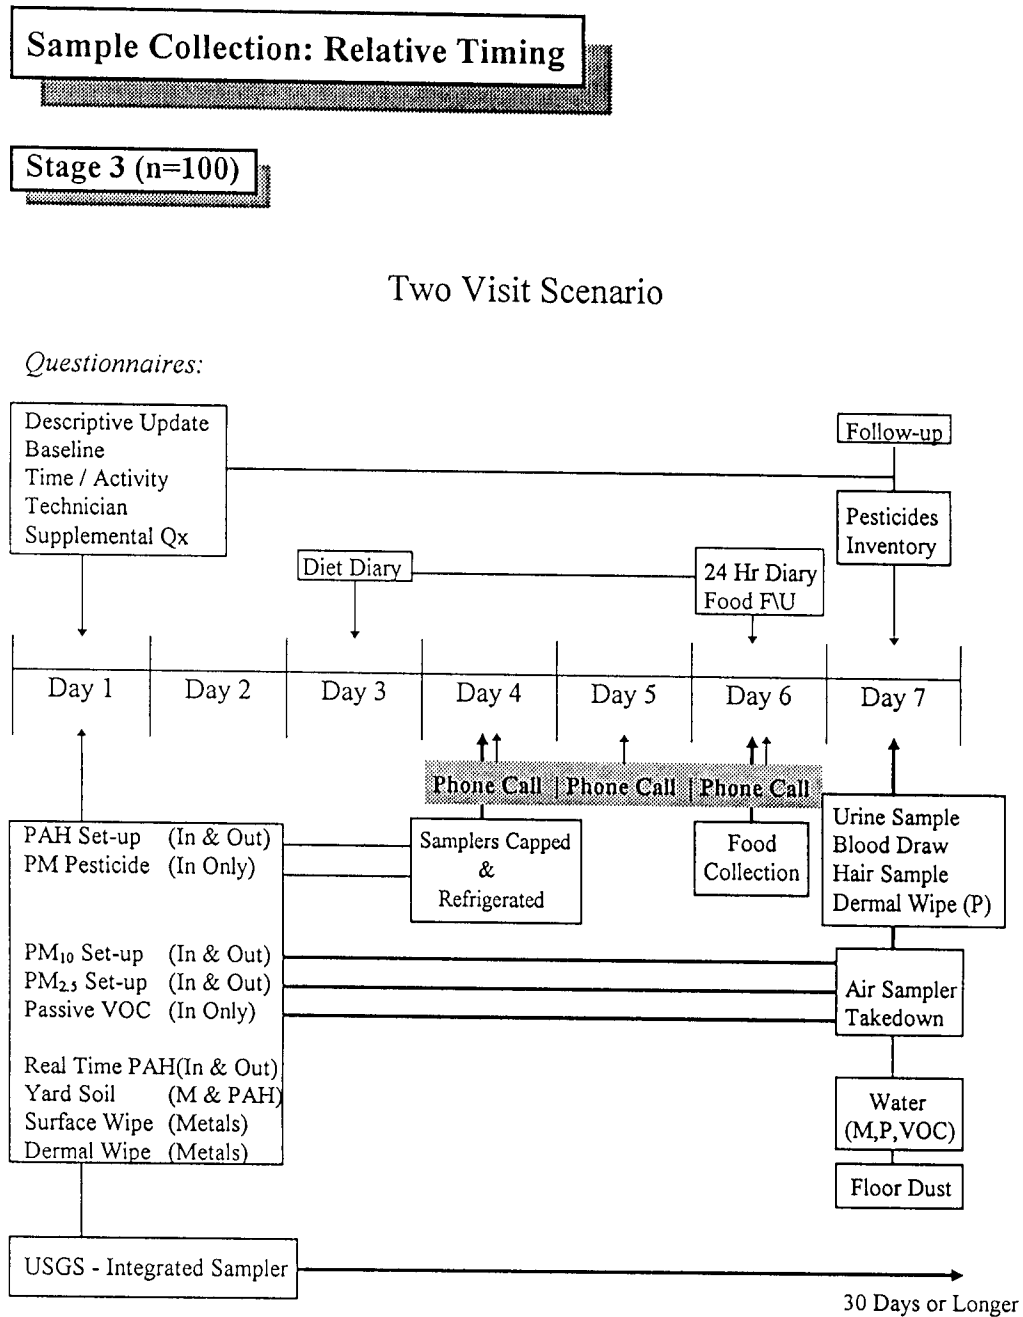 Sample Collection: Relative Timing
Stage 3 (n=100)
Two Visit Scenario
Questionnaires:
Descriptive Update
Baseline
Time / Activity
Technician
Supplemental Qx
Follow-up
Pesticides
Inventory
Diet Diary
24 Hr Diary
Food F\U
Day 1
Day 2
Day 3
Day 4
Day 5
Day 6
Day 7
Phone Call | Phone Call | Phone Call
PAH Set-up (In & Out)
PM Pesticide (In Only)
PM10 Set-up (In & Out)
PM2.5 Set-up (In & Out)
Passive VOC (In Only)
Real Time PAH(In & Out)
Yard Soil (M & PAH)
Surface Wipe (Metals)
Dermal Wipe (Metals)
Samplers Capped
&
Refrigerated
Food
Collection
Urine Sample
Blood Draw
Hair Sample
Dermal Wipe (P)
Air Sampler
Takedown
Water
(M,P,VOC)
Floor Dust
USGS - Integrated Sampler
30 Days or Longer